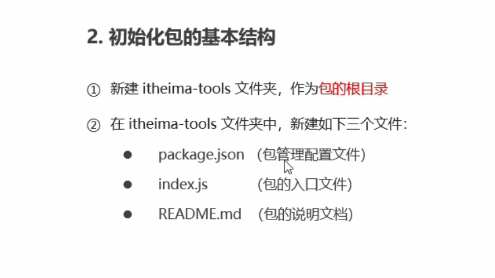 2. 初始化包的基本结构
① 新建 itheima-tools 文件夹，作为包的根目录
② 在 itheima-tools 文件夹中，新建如下三个文件：
● package.json （包管理配置文件）
● index.js （包的入口文件）
● README.md （包的说明文档）